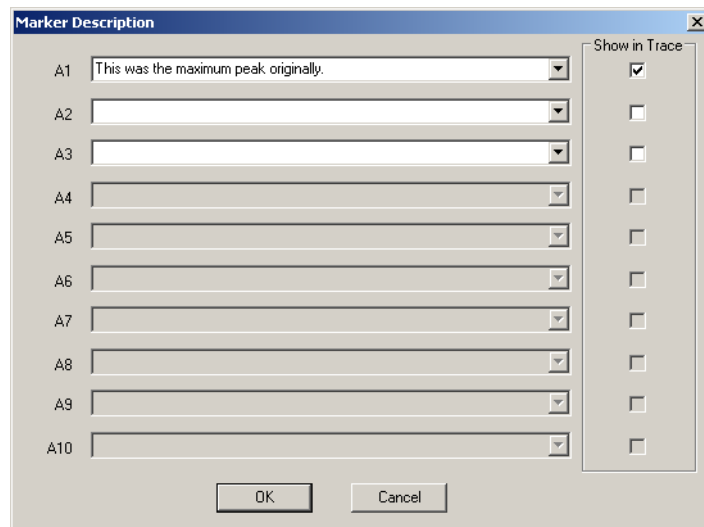 Marker Description
Show in Trace
A1 This was the maximum peak originally.
A2
A3
A4
A5
A6
A7
A8
A9
A10
OK Cancel